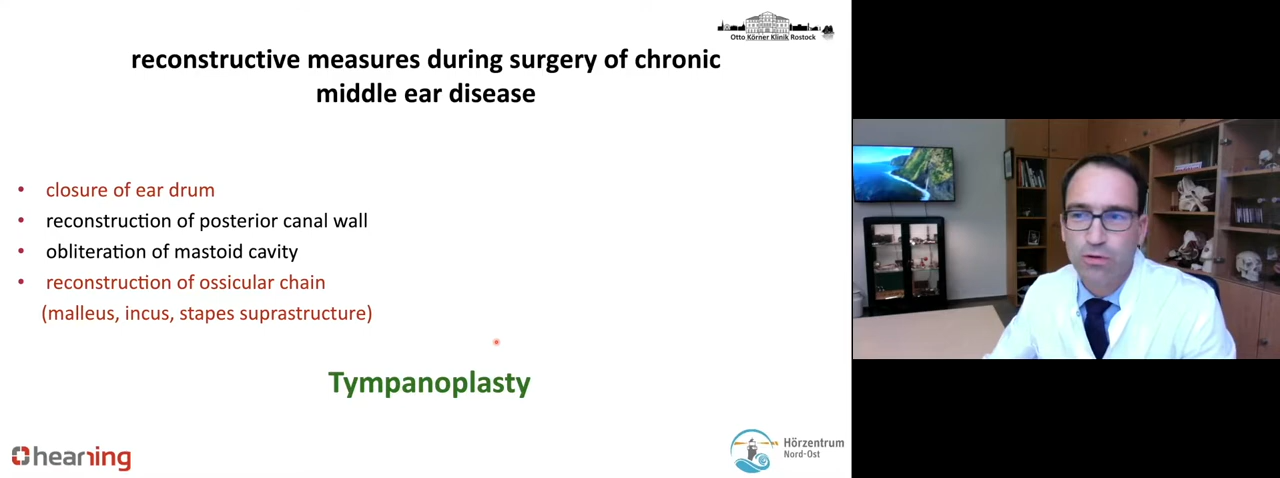 Otto Körner Klinik Rostock
reconstructive measures during surgery of chronic
middle ear disease
• closure of ear drum
• reconstruction of posterior canal wall
• obliteration of mastoid cavity
• reconstruction of ossicular chain
(malleus, incus, stapes suprastructure)
Tympanoplasty
hearring
Hörzentrum
Nord-Ost